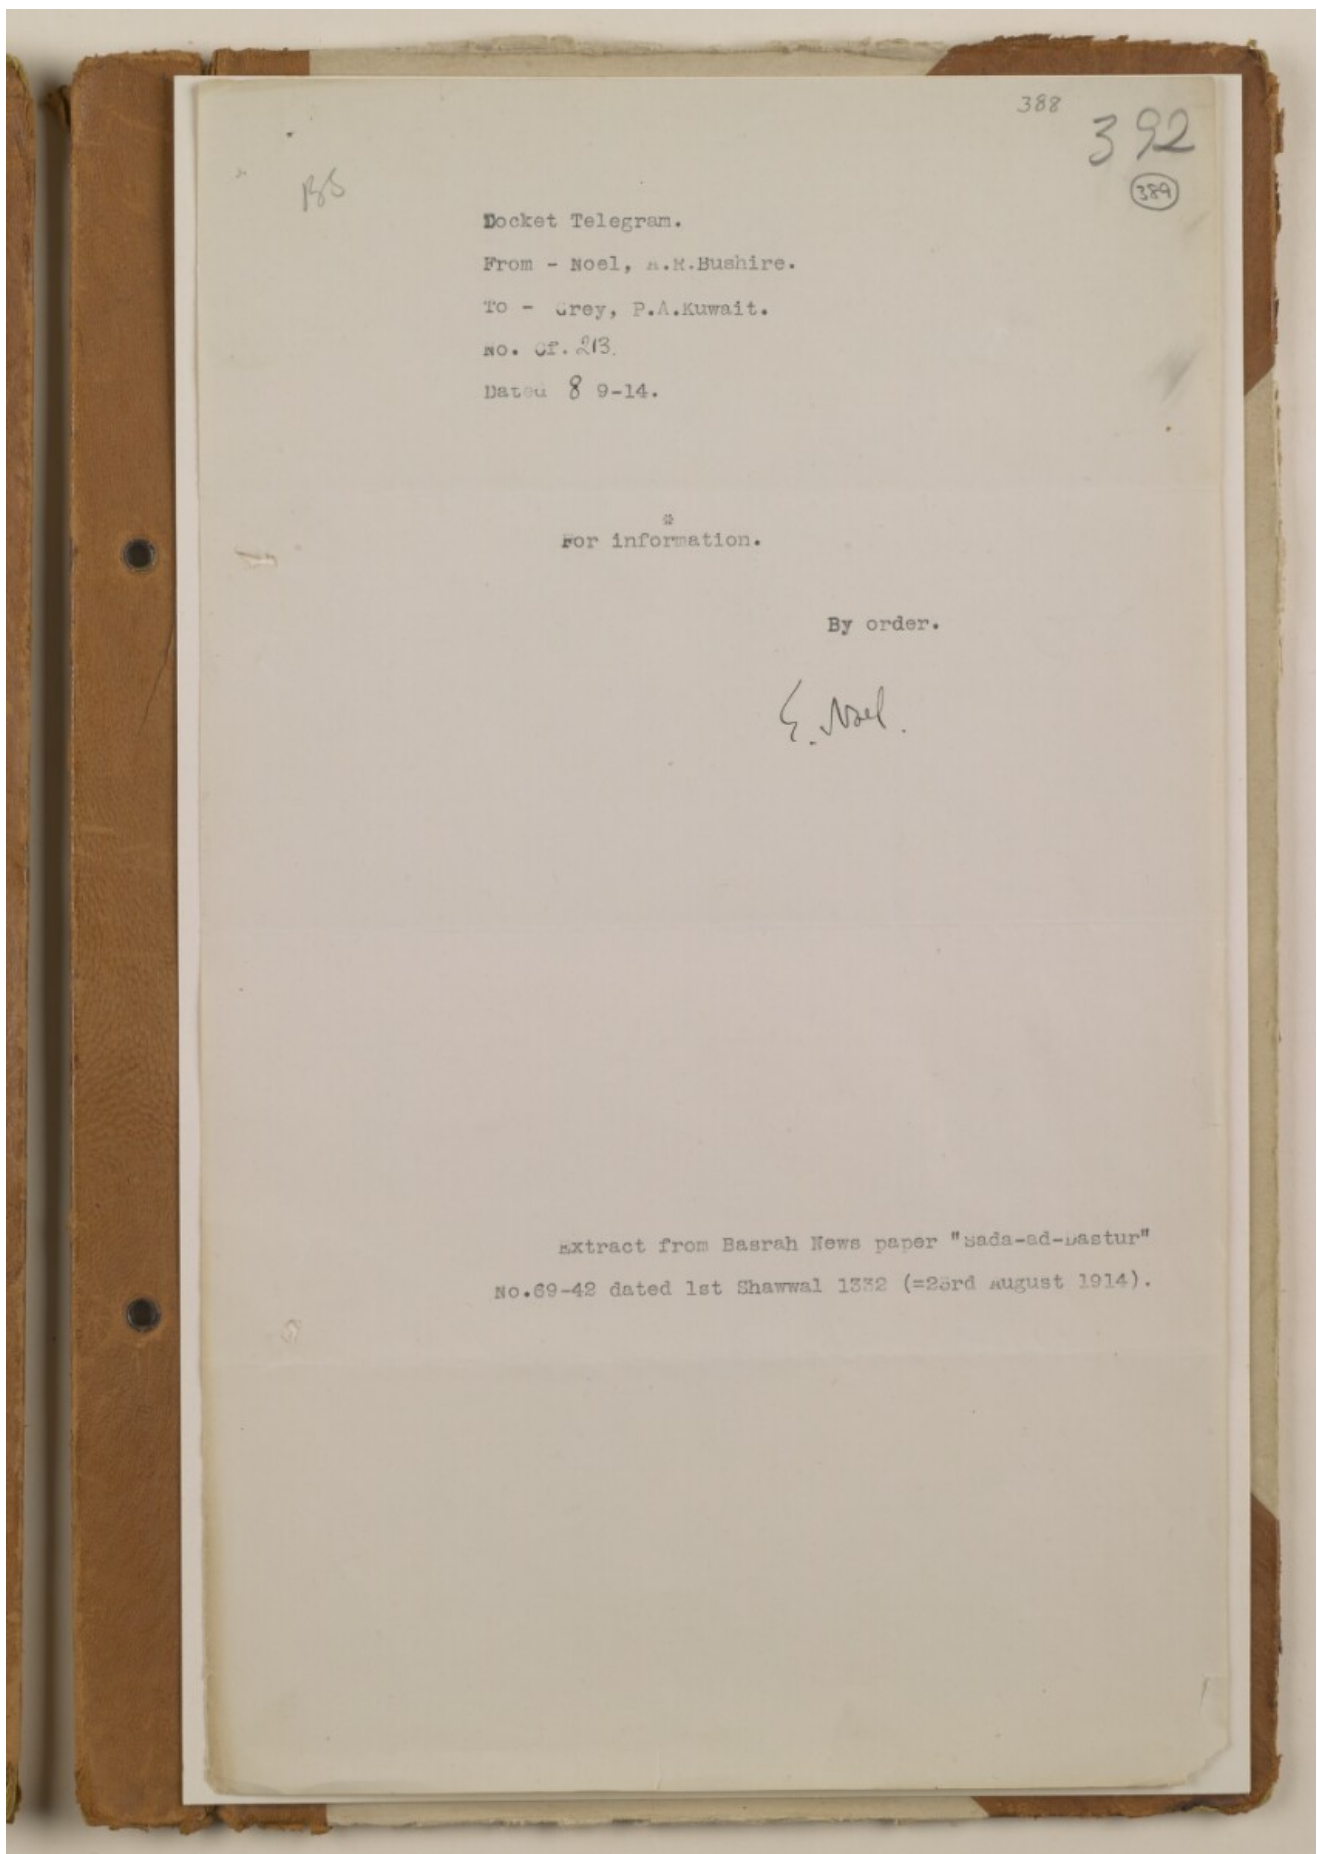 388
392
389
BS
Docket Telegram.
From - Noel, A.R.Bushire.
To - Grey, P.A.Kuwait.
No. Cf. 213.
Dated 8 9-14.
*
For information.
By order.
E. Noel.
Extract from Basrah News paper "Sada-ad-Dastur"
No.69-42 dated 1st Shawwal 1332 (=23rd August 1914).